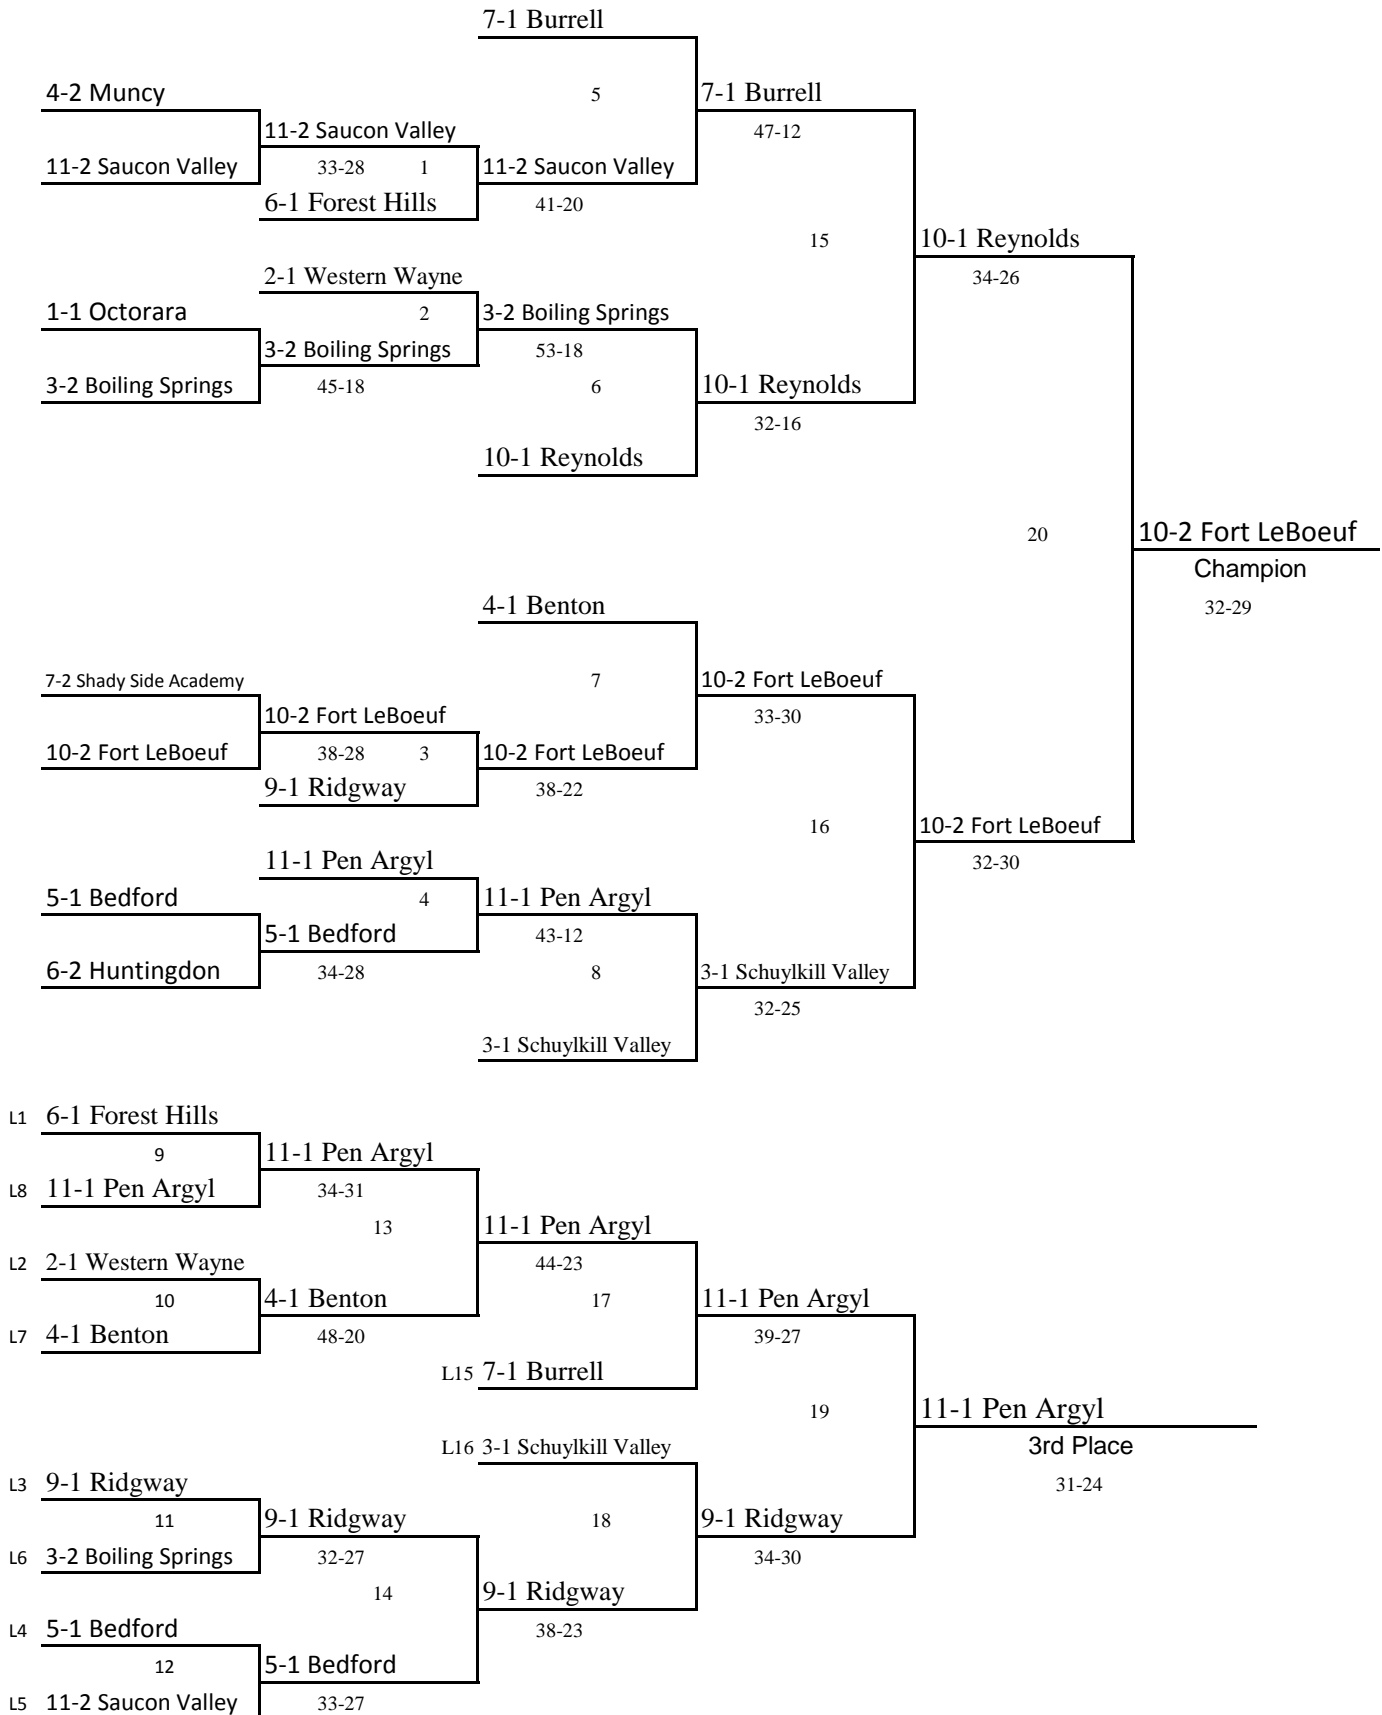 7-1 Burrell
4-2 Muncy
5
7-1 Burrell
11-2 Saucon Valley
47-12
11-2 Saucon Valley
33-28
1
11-2 Saucon Valley
6-1 Forest Hills
41-20
15
10-1 Reynolds
2-1 Western Wayne
34-26
1-1 Octorara
2
3-2 Boiling Springs
3-2 Boiling Springs
53-18
3-2 Boiling Springs
45-18
6
10-1 Reynolds
32-16
10-1 Reynolds
20
10-2 Fort LeBoeuf
Champion
4-1 Benton
32-29
7-2 Shady Side Academy
7
10-2 Fort LeBoeuf
10-2 Fort LeBoeuf
33-30
10-2 Fort LeBoeuf
38-28
3
10-2 Fort LeBoeuf
9-1 Ridgway
38-22
16
10-2 Fort LeBoeuf
11-1 Pen Argyl
32-30
5-1 Bedford
4
11-1 Pen Argyl
5-1 Bedford
43-12
6-2 Huntingdon
34-28
8
3-1 Schuylkill Valley
32-25
3-1 Schuylkill Valley
L1 6-1 Forest Hills
9
11-1 Pen Argyl
L8 11-1 Pen Argyl
34-31
13
11-1 Pen Argyl
L2 2-1 Western Wayne
44-23
10
4-1 Benton
17
11-1 Pen Argyl
L7 4-1 Benton
48-20
39-27
L15 7-1 Burrell
19
11-1 Pen Argyl
L16 3-1 Schuylkill Valley
3rd Place
L3 9-1 Ridgway
31-24
11
9-1 Ridgway
18
9-1 Ridgway
L6 3-2 Boiling Springs
32-27
34-30
14
9-1 Ridgway
L4 5-1 Bedford
38-23
12
5-1 Bedford
L5 11-2 Saucon Valley
33-27